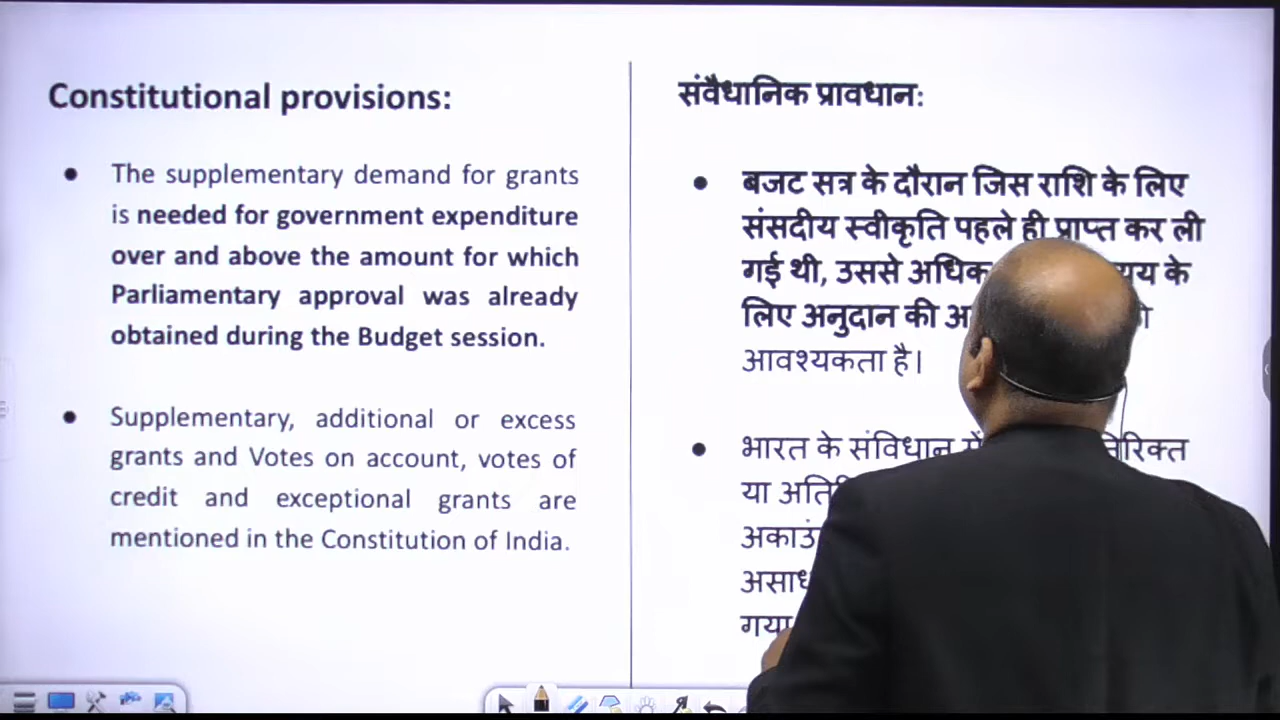 Constitutional provisions:
● The supplementary demand for grants
is needed for government expenditure
over and above the amount for which
Parliamentary approval was already
obtained during the Budget session.
● Supplementary, additional or excess
grants and Votes on account, votes of
credit and exceptional grants are
mentioned in the Constitution of India.
संवैधानिक प्रावधान:
● बजट सत्र के दौरान जिस राशि के लिए
संसदीय स्वीकृति पहले ही प्राप्त कर ली
गई थी, उससे अधिक के
लिए अनुदान की
आवश्यकता है।
● भारत के संविधान
या
गया